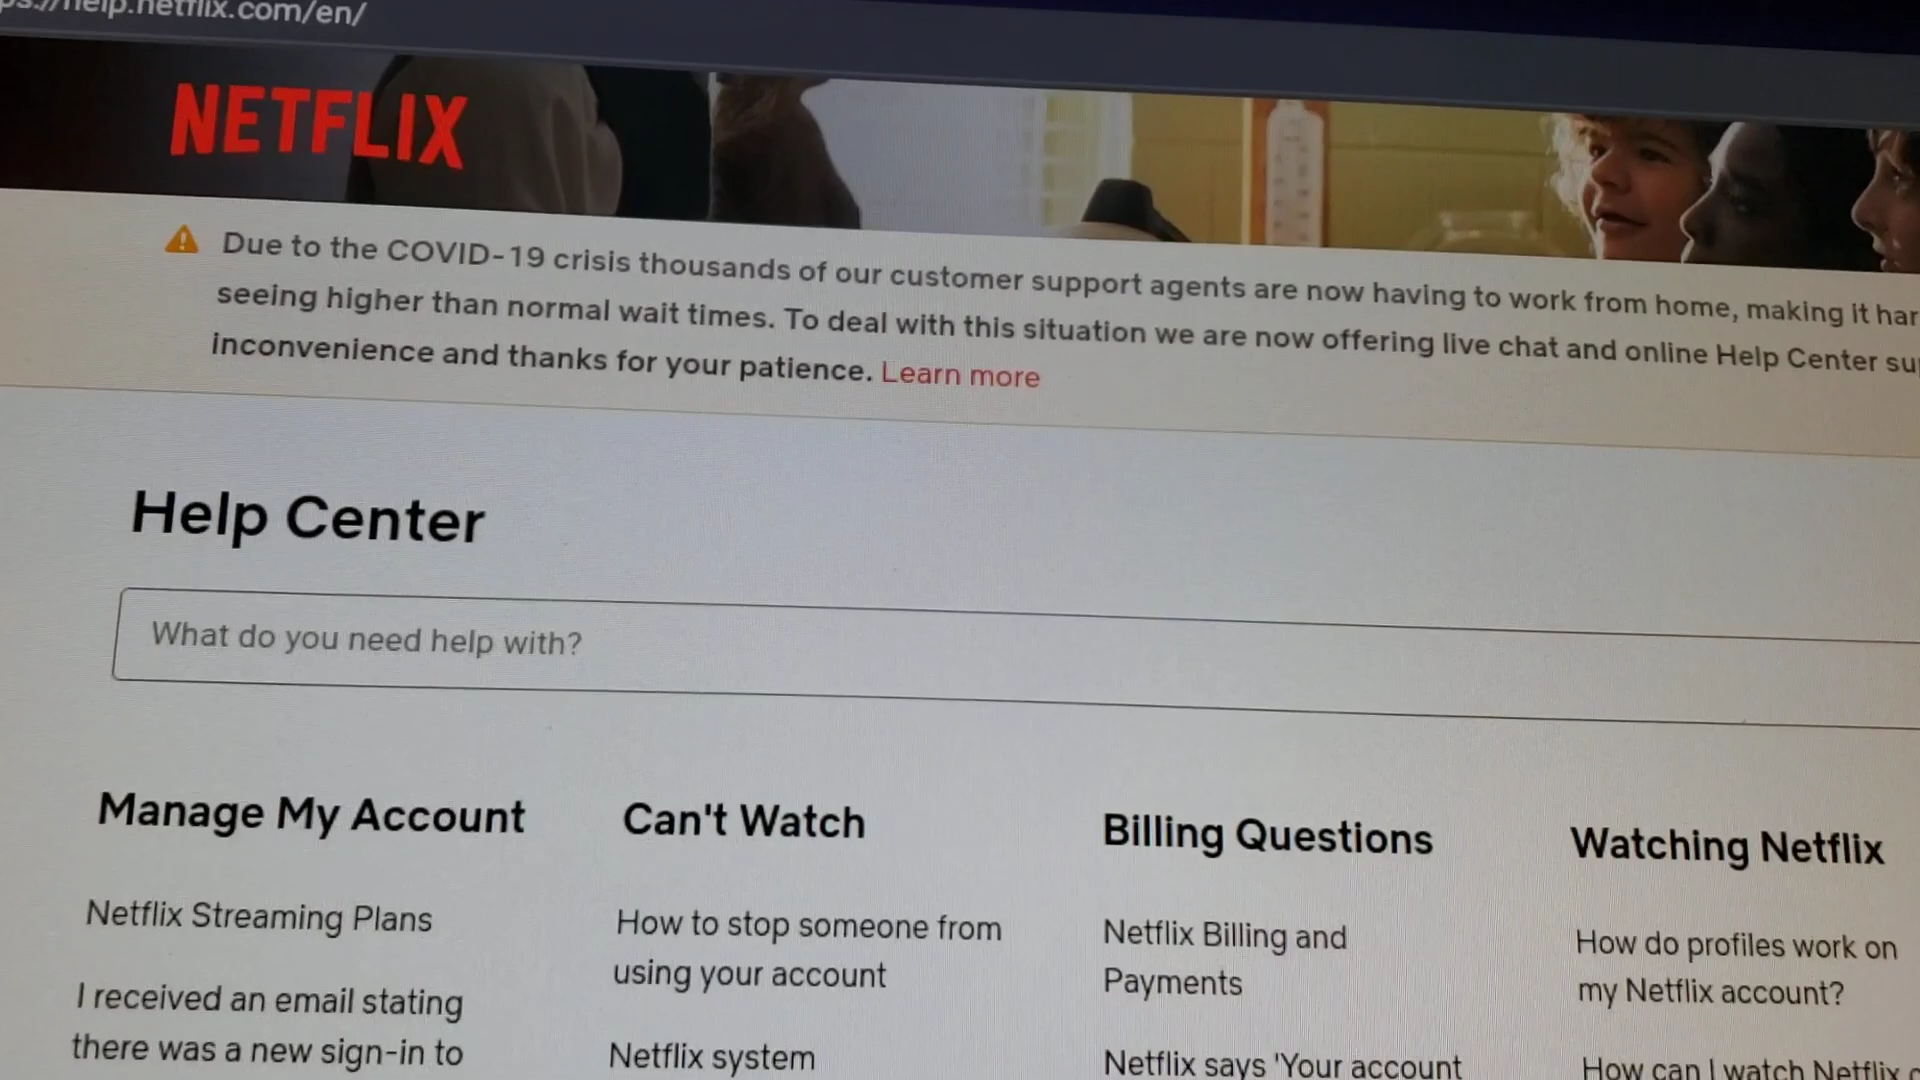 help.netflix.com/en/
NETFLIX
Due to the COVID-19 crisis thousands of our customer support agents are now having to work from home, making it
seeing higher than normal wait times. To deal with this situation we are now offering live chat and online Help Center
inconvenience and thanks for your patience. Learn more
Help Center
What do you need help with?
Manage My Account
Netflix Streaming Plans
I received an email stating
there was a new sign-in to
Can't Watch
How to stop someone from
using your account
Netflix system
Billing Questions
Netflix Billing and
Payments
Netflix says 'Your account
Watching Netflix
How do profiles work on
my Netflix account?
How can I watch Netflix